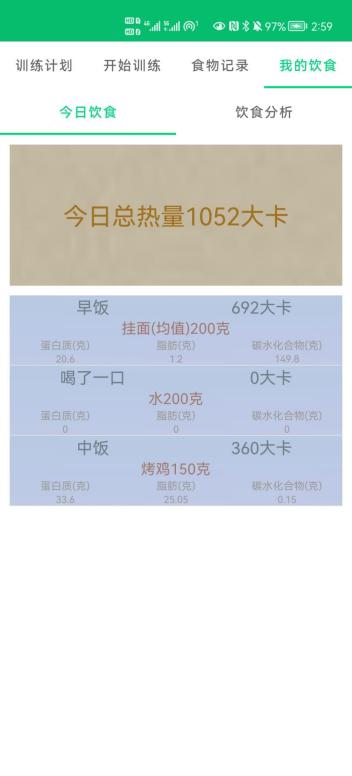 97% 2:59
训练计划 开始训练 食物记录 我的饮食
今日饮食 饮食分析
今日总热量1052大卡
早饭 692大卡
挂面(均值)200克
蛋白质(克) 脂肪(克) 碳水化合物(克)
20.6 1.2 149.8
喝了一口 0大卡
水200克
蛋白质(克) 脂肪(克) 碳水化合物(克)
0 0 0
中饭 360大卡
烤鸡150克
蛋白质(克) 脂肪(克) 碳水化合物(克)
33.6 25.05 0.15